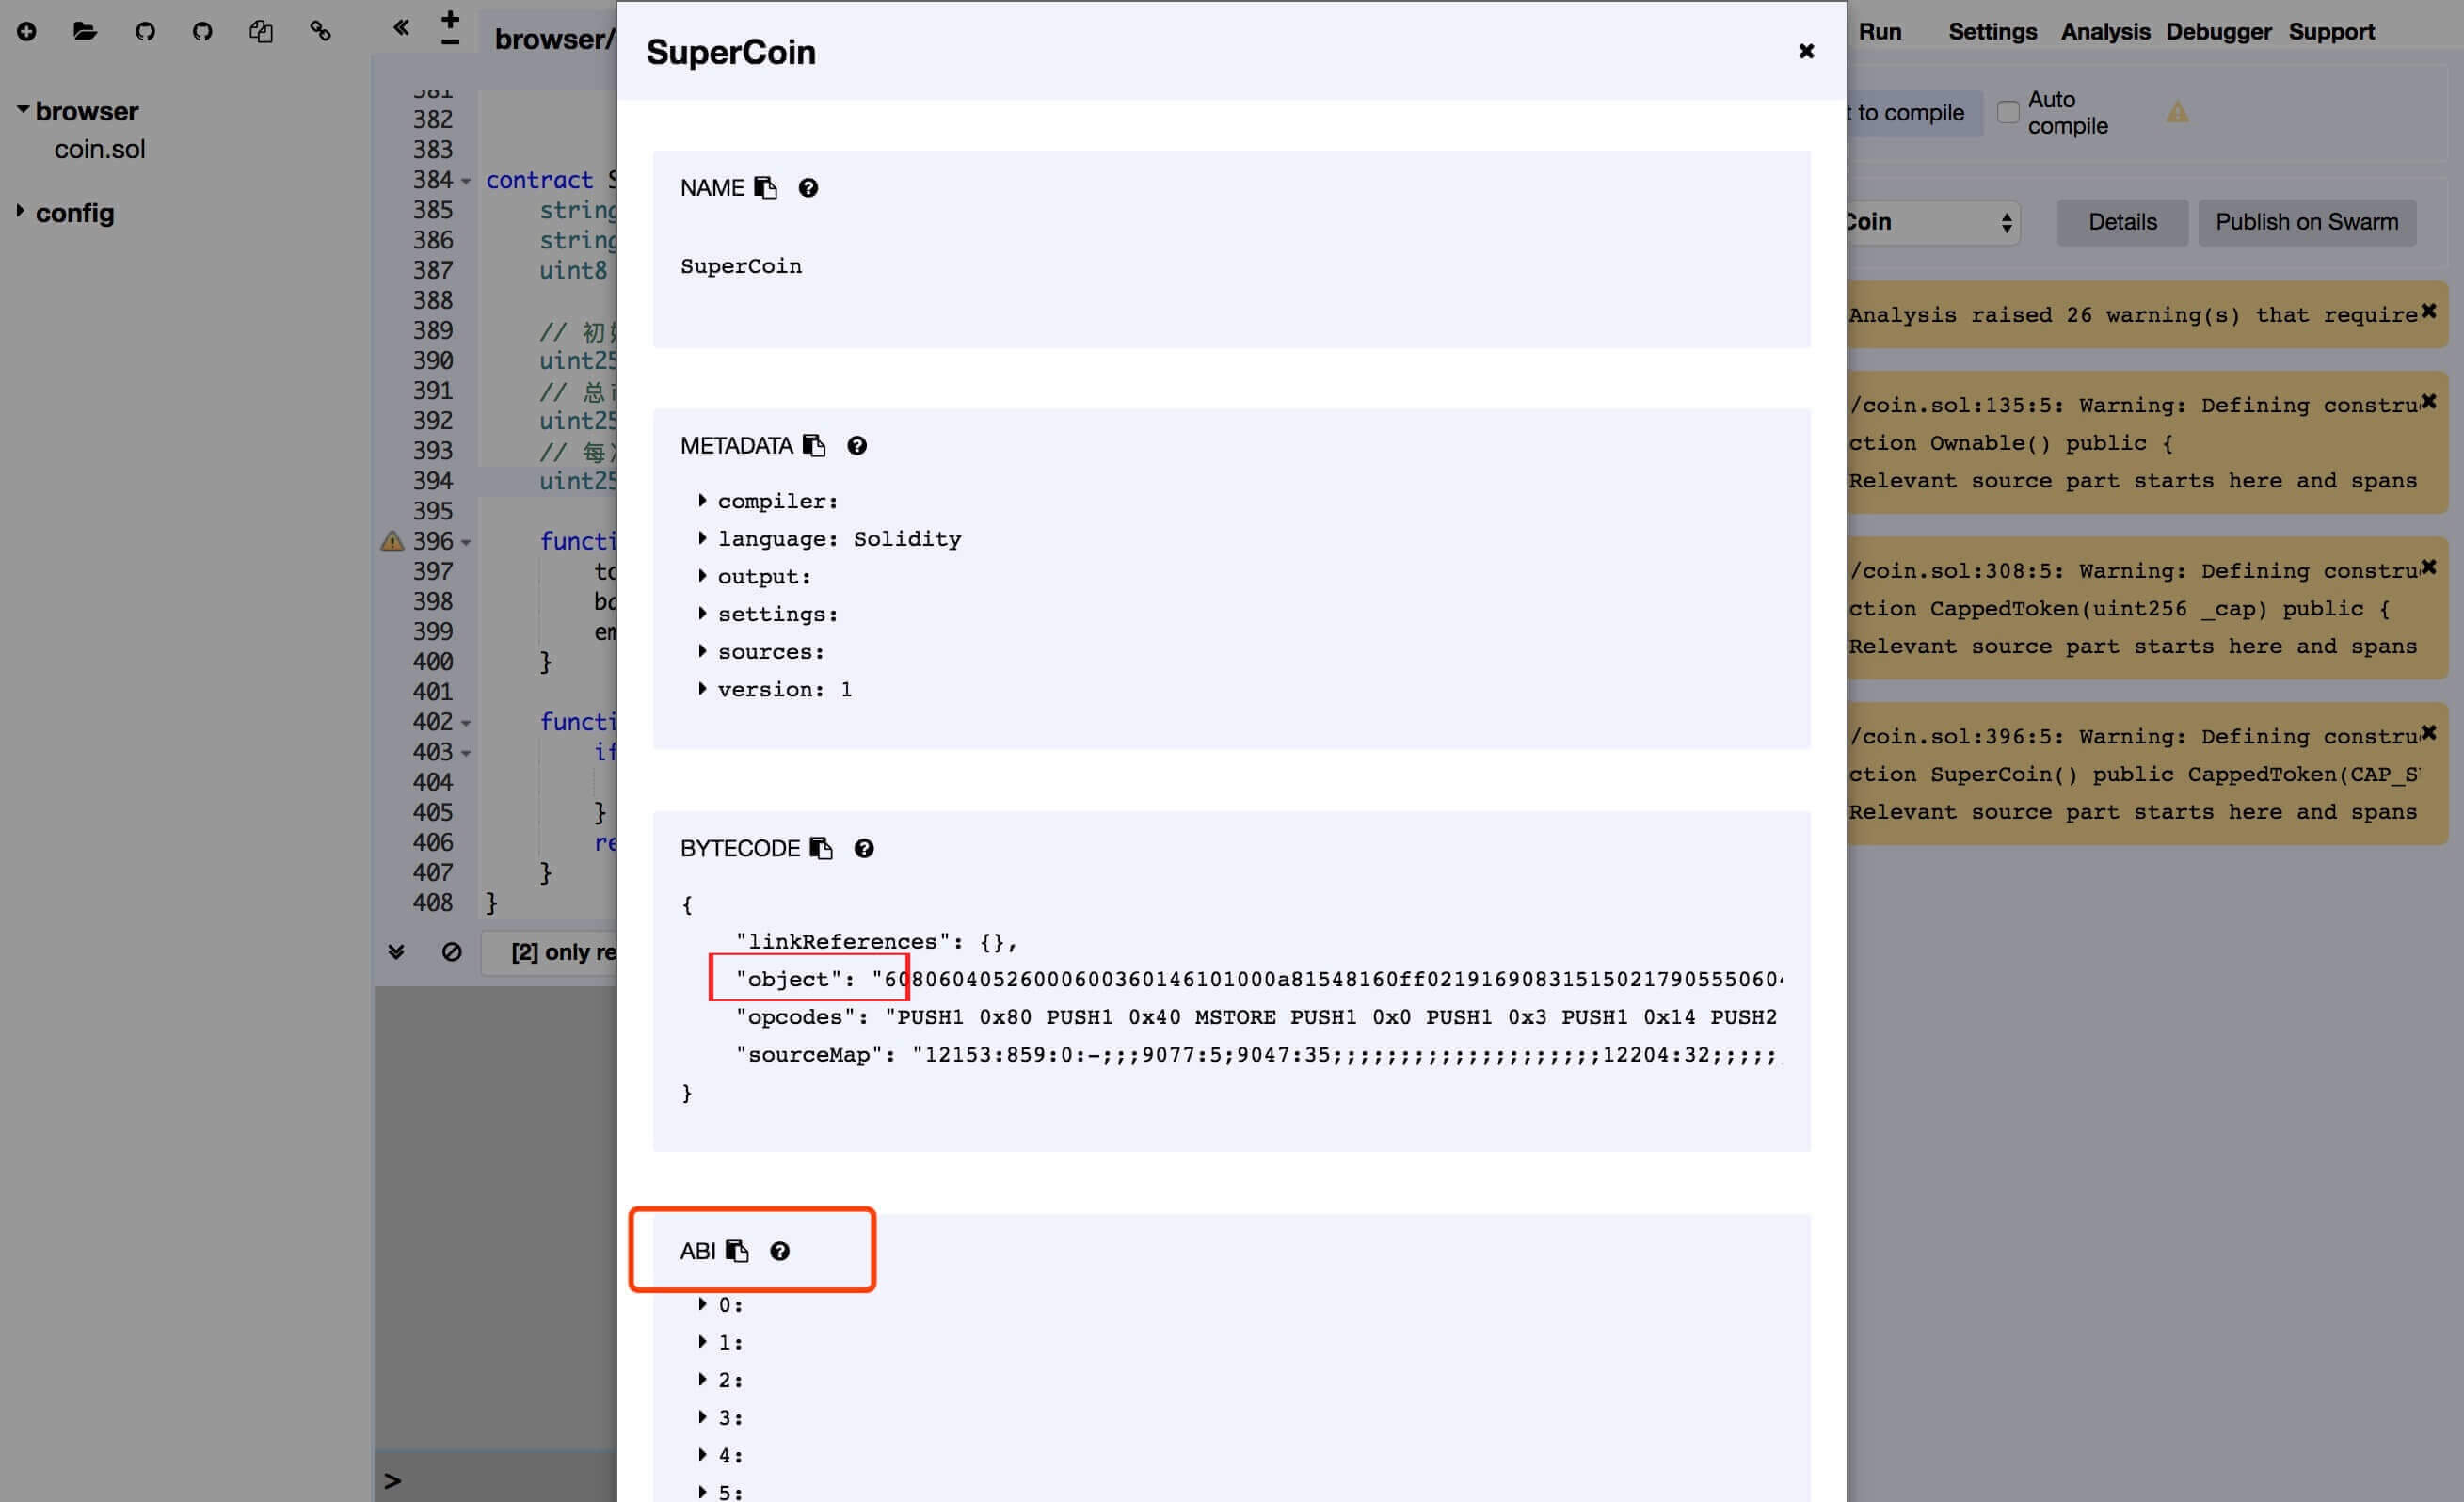 browser
coin.sol
config
browser/
381
382
383
384 contract S
385 string
386 string
387 uint8
388
389 // 初
390 uint25
391 // 总
392 uint25
393 // 每
394 uint25
395
396 functi
397 to
398 ba
399 em
400 }
401
402 functi
403 if
404
405 }
406 re
407 }
408 }
[2] only re
>
SuperCoin
NAME
SuperCoin
METADATA
compiler:
language: Solidity
output:
settings:
sources:
version: 1
BYTECODE
{
"linkReferences": {},
"object": "6080604052600060036014610100​0a81548160ff021916908315150217905550604
"opcodes": "PUSH1 0x80 PUSH1 0x40 MSTORE PUSH1 0x0 PUSH1 0x3 PUSH1 0x14 PUSH2
"sourceMap": "12153:859:0:-;;;9077:5;9047:35;;;;;;;;;;;;;;;;;;;;12204:32;;;;;
}
ABI
0:
1:
2:
3:
4:
5:
Run Settings Analysis Debugger Support
t to compile
Auto
compile
Coin
Details
Publish on Swarm
Analysis raised 26 warning(s) that require
/coin.sol:135:5: Warning: Defining constru
ction Ownable() public {
Relevant source part starts here and spans
/coin.sol:308:5: Warning: Defining constru
ction CappedToken(uint256 _cap) public {
Relevant source part starts here and spans
/coin.sol:396:5: Warning: Defining constru
ction SuperCoin() public CappedToken(CAP_S
Relevant source part starts here and spans